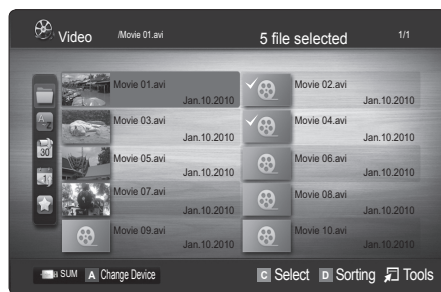 Video
/Movie 01.avi
5 file selected
1/1
Movie 01.avi
Jan.10.2010
Movie 02.avi
Jan.10.2010
Movie 03.avi
Jan.10.2010
Movie 04.avi
Jan.10.2010
Movie 05.avi
Jan.10.2010
Movie 06.avi
Jan.10.2010
Movie 07.avi
Jan.10.2010
Movie 08.avi
Jan.10.2010
Movie 09.avi
Jan.10.2010
Movie 10.avi
Jan.10.2010
A Z
30
1
SUM
A Change Device
C Select
D Sorting
Tools